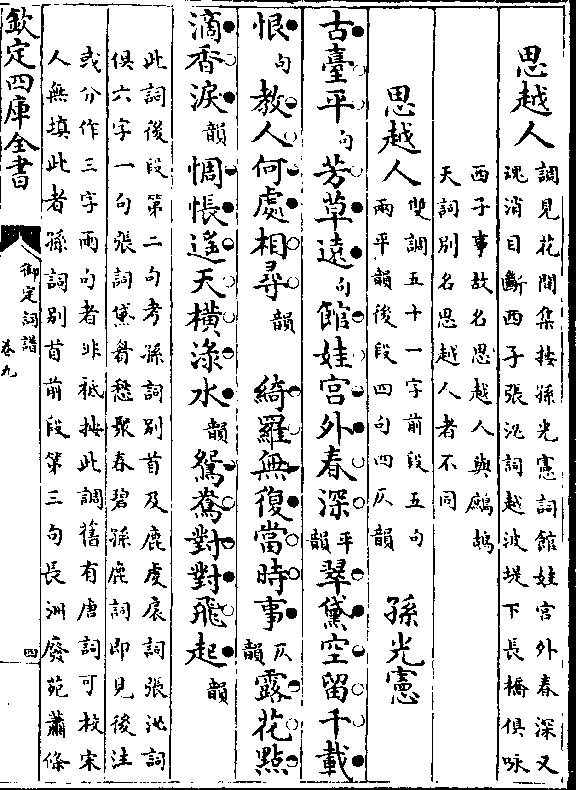 思越人
調見花間集按孫光憲詞館娃宮外春深又
魂消目斷西子張泌詞越波堤下長橋俱咏
西子事故名思越人與鷓鴣
天詞別名思越人者不同
思越人
雙調五十一字前段五句
兩平韻後段四句四仄韻
孫光憲
古臺平句芳草遠句館娃宮外春深平韻翠黛空留千載
恨句教人何處相尋韻 綺羅無復當時事仄韻露花點
滴香淚韻惆悵遙天橫淥水韻鴛鴦對對飛起韻
此詞後段第二句考孫詞別首及鹿虔扆詞張泌詞
俱六字一句張詞黛眉愁聚春碧孫鹿詞即見後注
或分作三字兩句者非秪按此調舊有唐詞可校宋
人無填此者孫詞別首前段第三句長洲廢苑蕭條
欽定四庫全書
御定詞譜
卷九
四